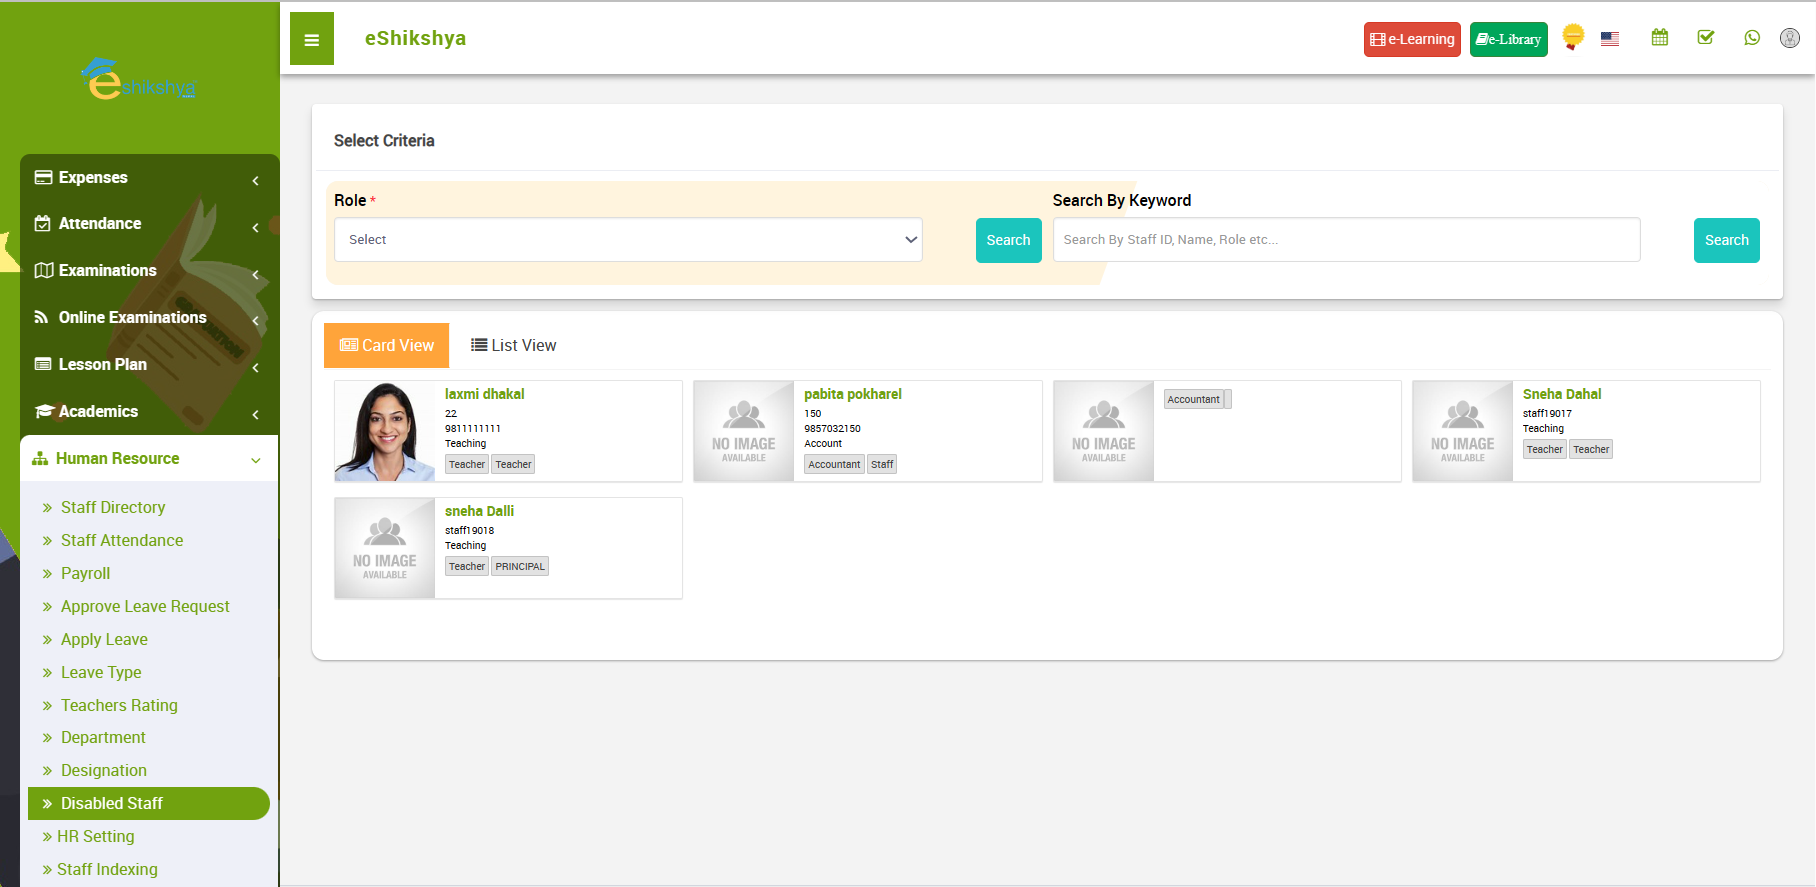 eshikshya
eShikshya
e-Learning
e-Library
Expenses
Attendance
Examinations
Online Examinations
Lesson Plan
Academics
Human Resource
Staff Directory
Staff Attendance
Payroll
Approve Leave Request
Apply Leave
Leave Type
Teachers Rating
Department
Designation
Disabled Staff
HR Setting
Staff Indexing
Select Criteria
Role *
Select
Search
Search By Keyword
Search By Staff ID, Name, Role etc...
Search
Card View
List View
laxmi dhakal
22
9811111111
Teaching
Teacher Teacher
NO IMAGE
AVAILABLE
pabita pokharel
150
9857032150
Account
Accountant Staff
NO IMAGE
AVAILABLE
Accountant
NO IMAGE
AVAILABLE
Sneha Dahal
staff19017
Teaching
Teacher Teacher
NO IMAGE
AVAILABLE
sneha Dalli
staff19018
Teaching
Teacher PRINCIPAL